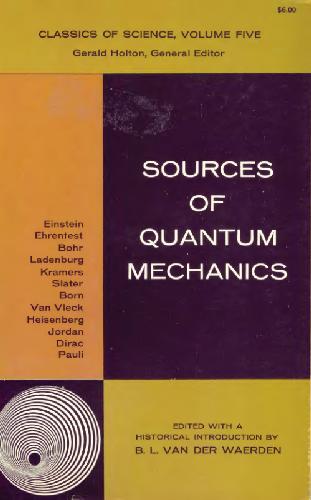 $6.00
CLASSICS OF SCIENCE, VOLUME FIVE
Gerald Holton, General Editor
SOURCES
OF
QUANTUM
MECHANICS
Einstein
Ehrenfest
Bohr
Ladenburg
Kramers
Slater
Born
Van Vleck
Heisenberg
Jordan
Dirac
Pauli
EDITED WITH A
HISTORICAL INTRODUCTION BY
B. L. VAN DER WAERDEN